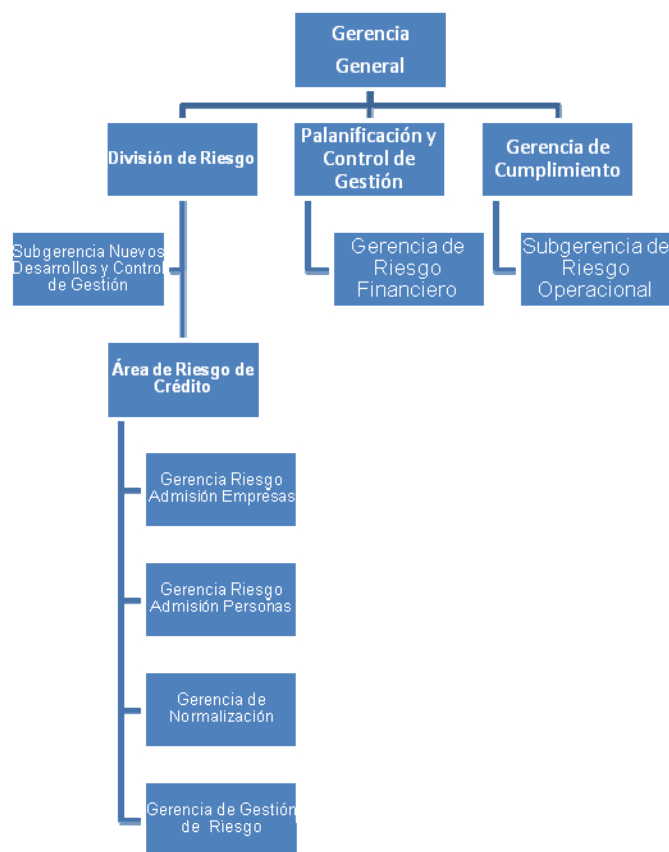 Gerencia
General
División de Riesgo
Palanificación y
Control de
Gestión
Gerencia de
Cumplimiento
Subgerencia Nuevos
Desarrollos y Control
de Gestión
Gerencia de
Riesgo
Financiero
Subgerencia de
Riesgo
Operacional
Área de Riesgo de
Crédito
Gerencia Riesgo
Admisión Empresas
Gerencia Riesgo
Admisión Persoñas
Gerencia de
Normalización
Gerencia de Gestión
de Riesgo